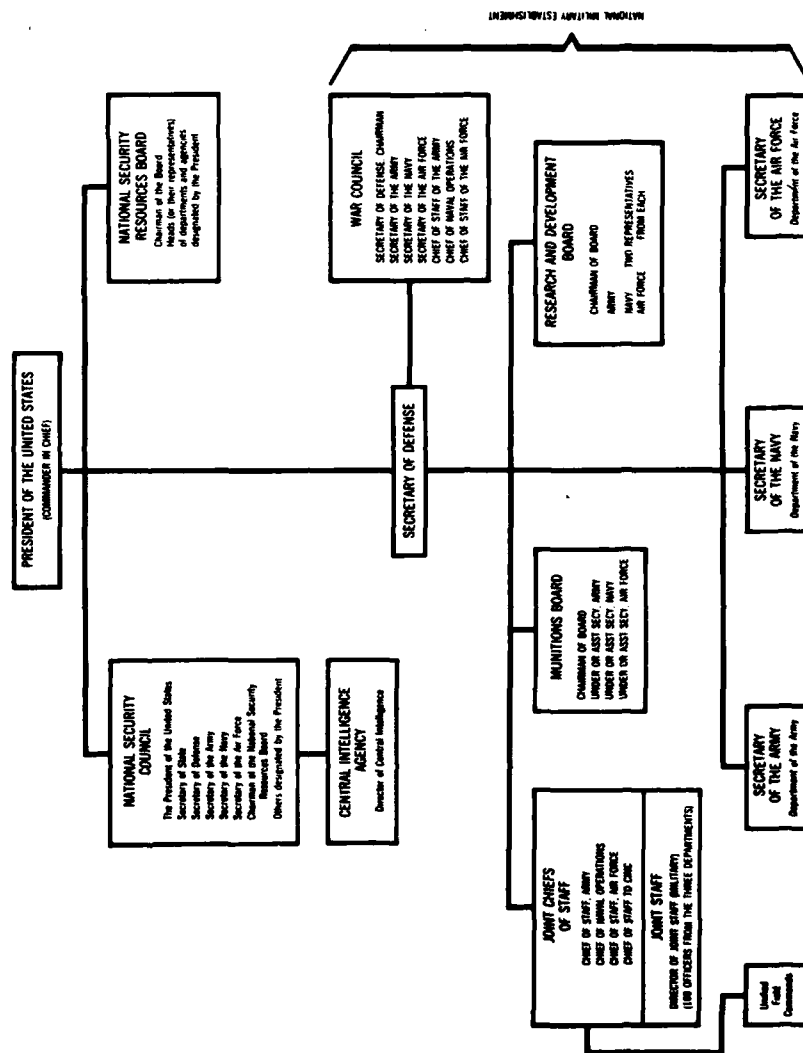 PRESIDENT OF THE UNITED STATES
(COMMANDER IN CHIEF)
NATIONAL SECURITY
COUNCIL
The President of the United States
Secretary of State
Secretary of Defense
Secretary of the Army
Secretary of the Navy
Secretary of the Air Force
Chairman of the National Security
Resources Board
Others designated by the President
NATIONAL SECURITY
RESOURCES BOARD
Chairman of the Board
Heads (or their representatives)
of departments and agencies
designated by the President
CENTRAL INTELLIGENCE
AGENCY
Director of Central Intelligence
SECRETARY OF DEFENSE
WAR COUNCIL
SECRETARY OF DEFENSE, CHAIRMAN
SECRETARY OF THE ARMY
SECRETARY OF THE NAVY
SECRETARY OF THE AIR FORCE
CHIEF OF STAFF OF THE ARMY
CHIEF OF NAVAL OPERATIONS
CHIEF OF STAFF OF THE AIR FORCE
NATIONAL MILITARY ESTABLISHMENT
JOINT CHIEFS
OF STAFF
CHIEF OF STAFF, ARMY
CHIEF OF NAVAL OPERATIONS
CHIEF OF STAFF, AIR FORCE
CHIEF OF STAFF TO CINC
JOINT STAFF
DIRECTOR OF JOINT STAFF (MILITARY)
(100 OFFICERS FROM THE THREE DEPARTMENTS)
MUNITIONS BOARD
CHAIRMAN OF BOARD
UNDER OR ASST SECY, ARMY
UNDER OR ASST SECY, NAVY
UNDER OR ASST SECY, AIR FORCE
RESEARCH AND DEVELOPMENT
BOARD
CHAIRMAN OF BOARD
ARMY
NAVY TWO REPRESENTATIVES
AIR FORCE FROM EACH
Unified
Field
Commands
SECRETARY
OF THE ARMY
Department of the Army
SECRETARY
OF THE NAVY
Department of the Navy
SECRETARY
OF THE AIR FORCE
Department of the Air Force